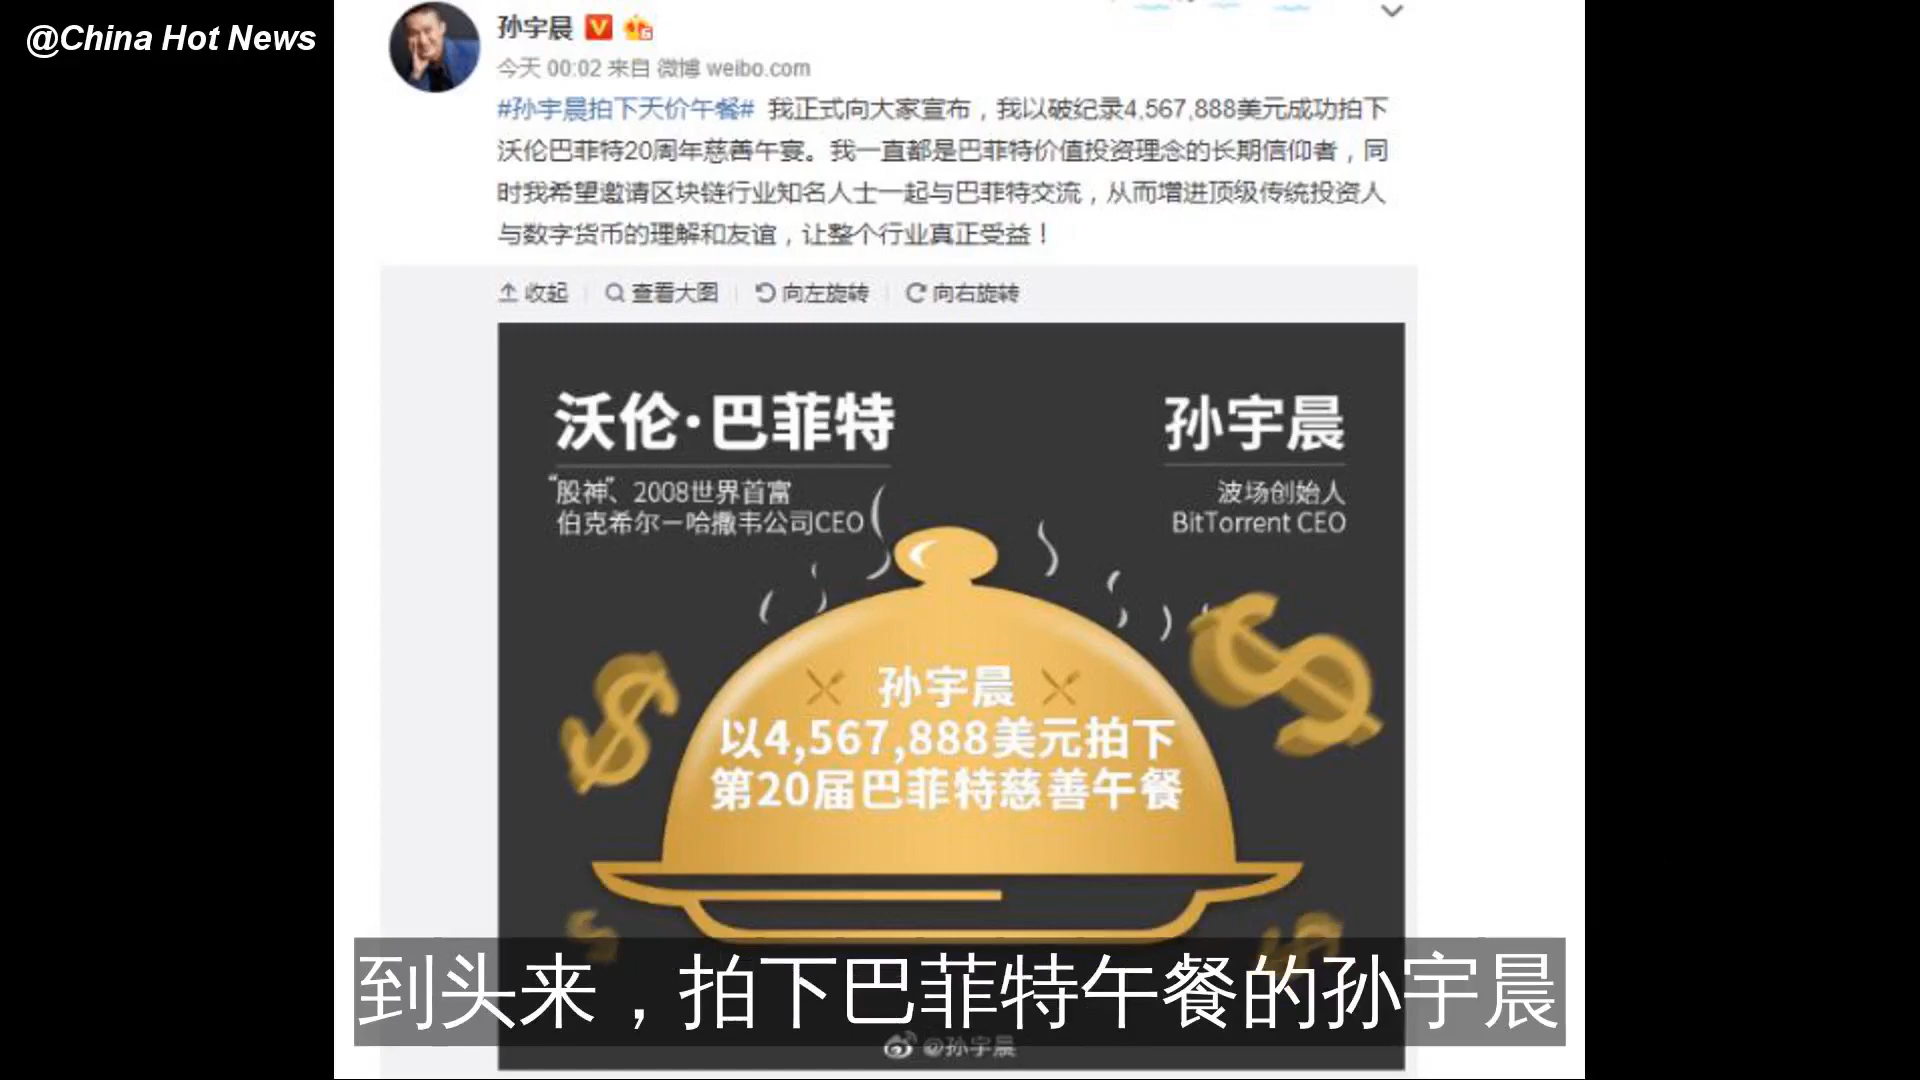 @China Hot News
孙宇晨
今天 00:02 来自 微博 weibo.com
#孙宇晨拍下天价午餐# 我正式向大家宣布，我以破纪录4,567,888美元成功拍下
沃伦巴菲特20周年慈善午宴。我一直都是巴菲特价值投资理念的长期信仰者，同
时我希望邀请区块链行业知名人士一起与巴菲特交流，从而增进顶级传统投资人
与数字货币的理解和友谊，让整个行业真正受益！
收起 查看大图 向左旋转 向右旋转
沃伦·巴菲特
“股神”、2008世界首富
伯克希尔－哈撒韦公司CEO
孙宇晨
波场创始人
BitTorrent CEO
孙宇晨
以4,567,888美元拍下
第20届巴菲特慈善午餐
到头来，拍下巴菲特午餐的孙宇晨
@孙宇晨